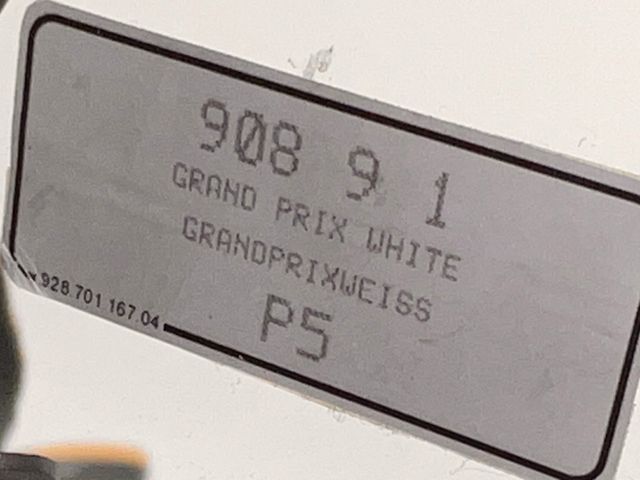 908 9 1
GRAND PRIX WHITE
GRANDPRIXWEISS
P5
928.701.167.04